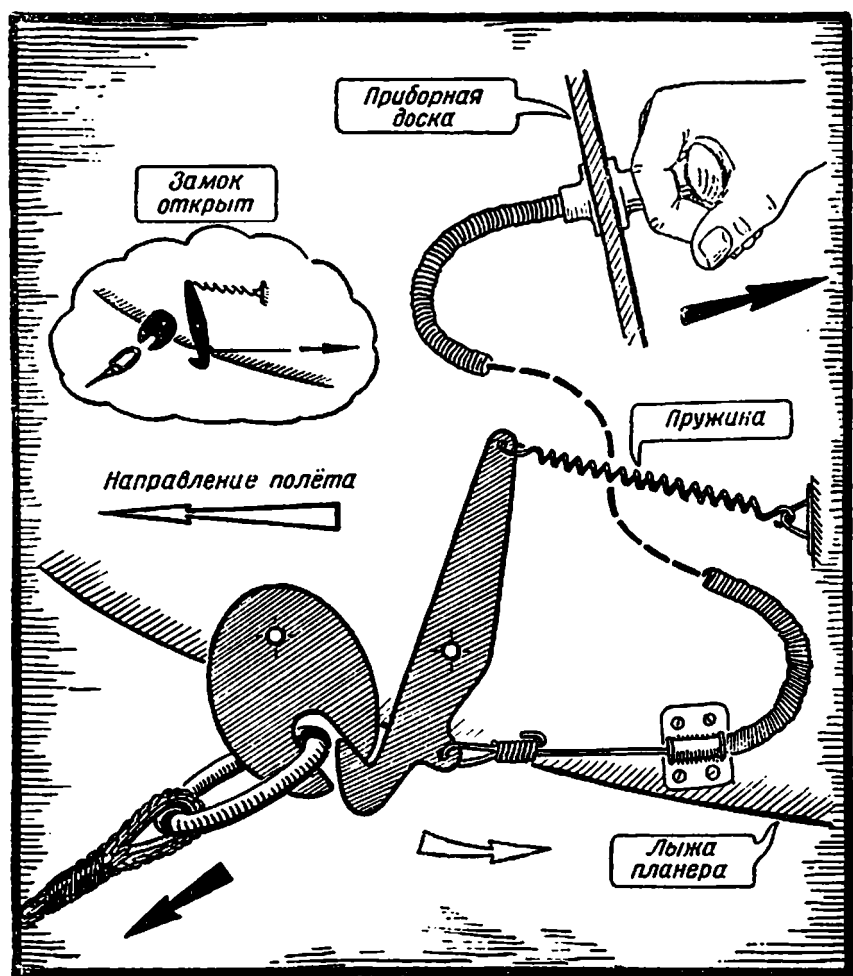 Приборная
доска
Замок
открыт
Пружина
Направление полёта
Лыжа
планера